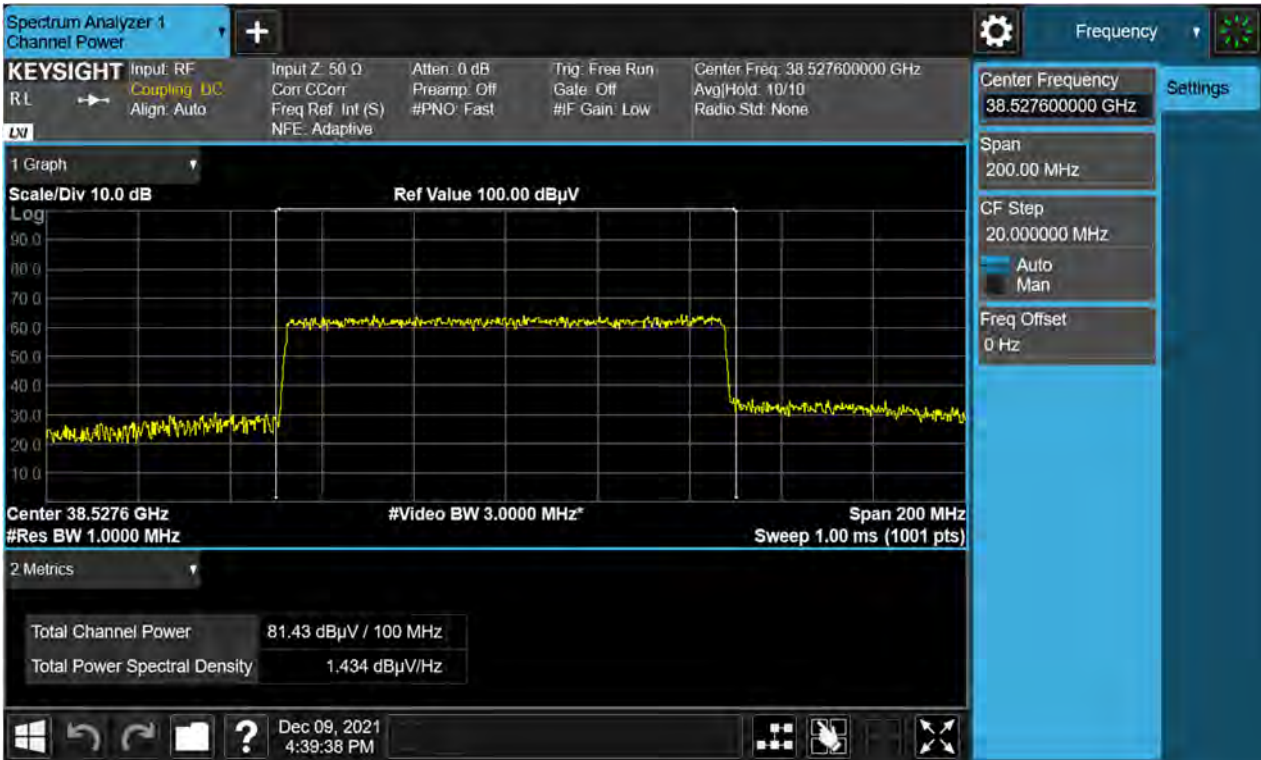 Spectrum Analyzer 1
Channel Power
+
Frequency
KEYSIGHT
R L
LXI
Input: RF
Coupling: DC
Align: Auto
Input Z: 50 Ω
Corr CCorr
Freq Ref: Int (S)
NFE: Adaptive
Atten: 0 dB
Preamp: Off
#PNO: Fast
Trig: Free Run
Gate: Off
#IF Gain: Low
Center Freq: 38.527600000 GHz
Avg|Hold: 10/10
Radio Std: None
Center Frequency
38.527600000 GHz
Settings
Span
200.00 MHz
CF Step
20.000000 MHz
Auto
Man
Freq Offset
0 Hz
1 Graph
Scale/Div 10.0 dB
Ref Value 100.00 dBµV
Log
90.0
80.0
70.0
60.0
50.0
40.0
30.0
20.0
10.0
Center 38.5276 GHz
#Video BW 3.0000 MHz*
Span 200 MHz
#Res BW 1.0000 MHz
Sweep 1.00 ms (1001 pts)
2 Metrics
Total Channel Power 81.43 dBµV / 100 MHz
Total Power Spectral Density 1.434 dBµV/Hz
?
Dec 09, 2021
4:39:38 PM